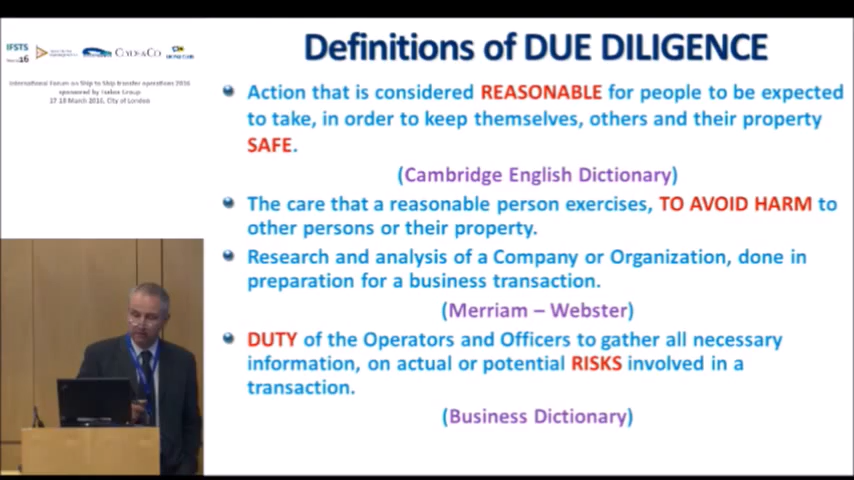 IFSTS
16
CLYDE&CO
International Forum on Ship to Ship transfer operations 2016
17-18 March 2016, City of London
Definitions of DUE DILIGENCE
Action that is considered REASONABLE for people to be expected
to take, in order to keep themselves, others and their property
SAFE.
(Cambridge English Dictionary)
The care that a reasonable person exercises, TO AVOID HARM to
other persons or their property.
Research and analysis of a Company or Organization, done in
preparation for a business transaction.
(Merriam – Webster)
DUTY of the Operators and Officers to gather all necessary
information, on actual or potential RISKS involved in a
transaction.
(Business Dictionary)